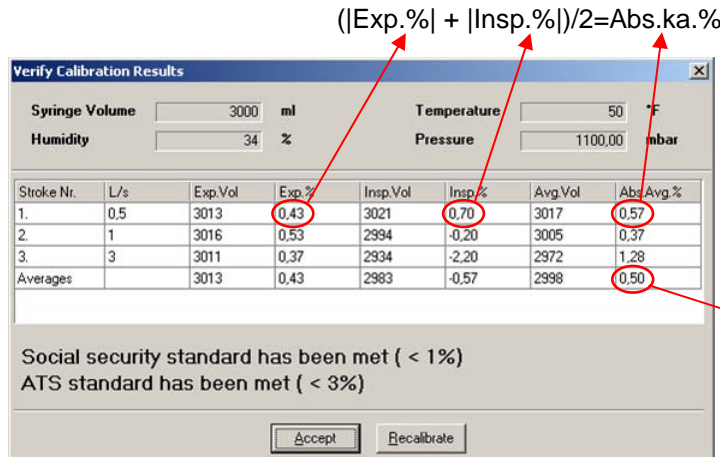 (|Exp.%| + |Insp.%|)/2=Abs.ka.%
Verify Calibration Results
Syringe Volume 3000 ml Temperature 50 °F
Humidity 34 % Pressure 1100,00 mbar
Stroke Nr. L/s Exp.Vol Exp.% Insp.Vol Insp.% Avg.Vol Abs.Avg.%
1. 0,5 3013 0,43 3021 0,70 3017 0,57
2. 1 3016 0,53 2994 -0,20 3005 0,37
3. 3 3011 0,37 2934 -2,20 2972 1,28
Averages 3013 0,43 2983 -0,57 2998 0,50
Social security standard has been met ( < 1%)
ATS standard has been met ( < 3%)
Accept Recalibrate